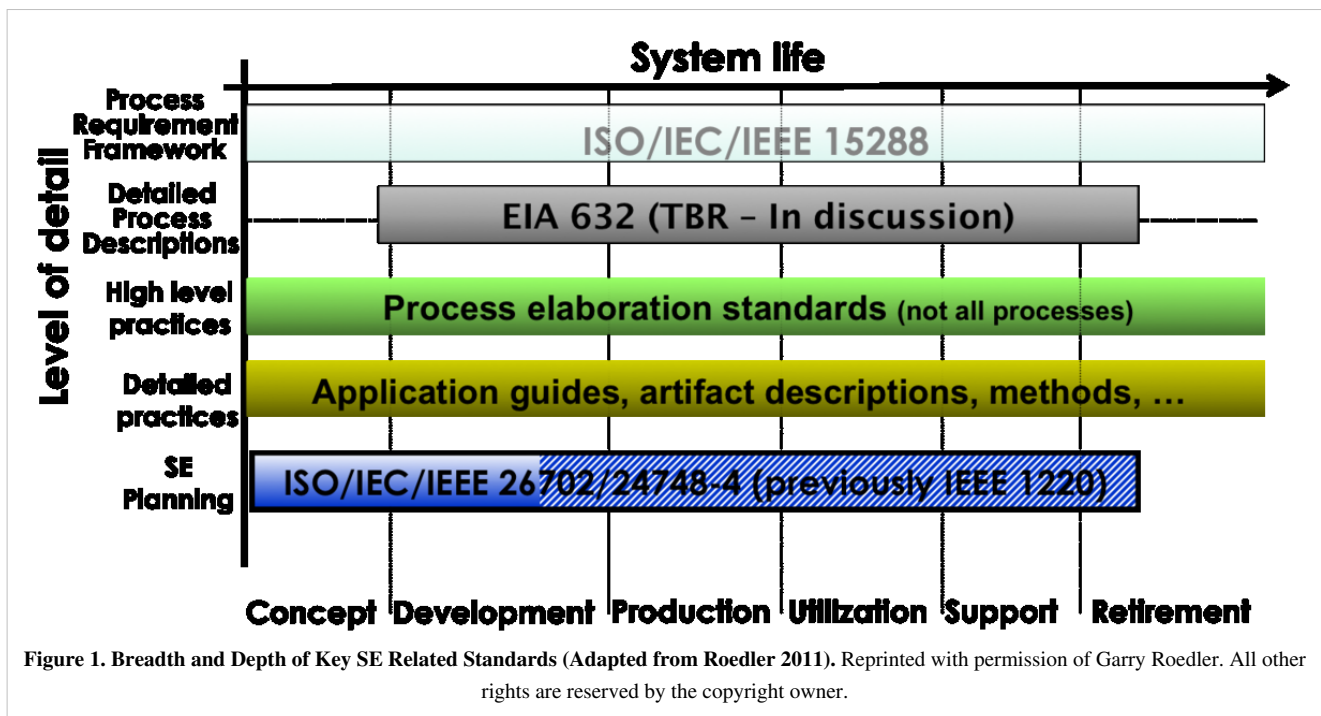 System life
Level of detail
Process
Requirement
Framework
ISO/IEC/IEEE 15288
Detailed
Process
Descriptions
EIA 632 (TBR – In discussion)
High level
practices
Process elaboration standards (not all processes)
Detailed
practices
Application guides, artifact descriptions, methods, …
SE
Planning
ISO/IEC/IEEE 26702/24748-4 (previously IEEE 1220)
Concept Development Production Utilization Support Retirement
Figure 1. Breadth and Depth of Key SE Related Standards (Adapted from Roedler 2011). Reprinted with permission of Garry Roedler. All other
rights are reserved by the copyright owner.